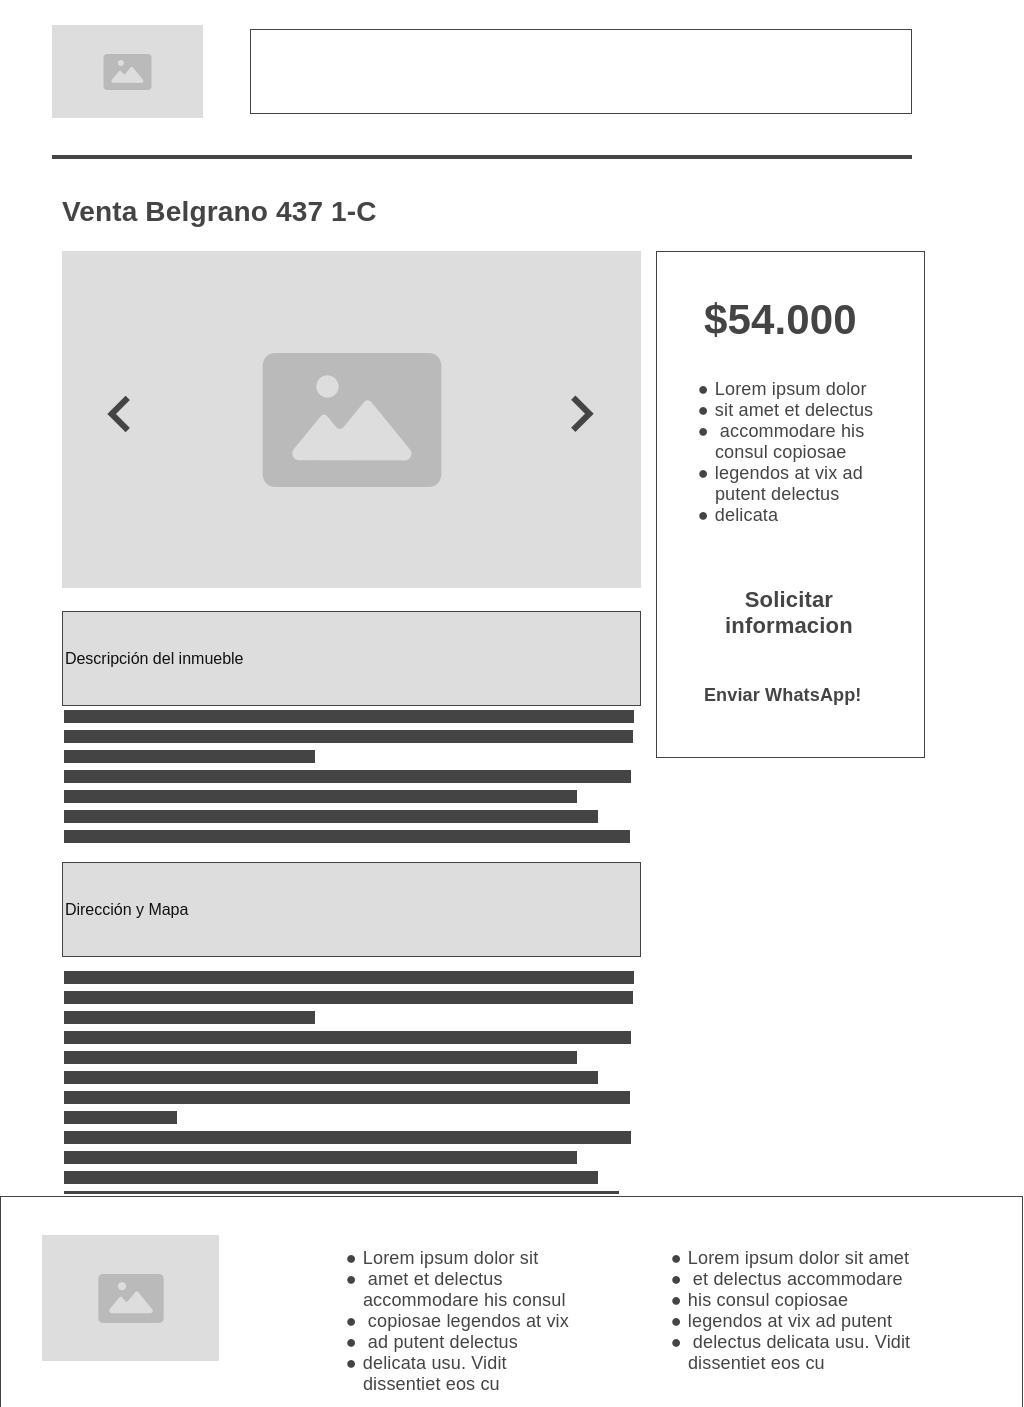 Venta Belgrano 437 1-C
$54.000
● Lorem ipsum dolor
● sit amet et delectus
● accommodare his
consul copiosae
● legendos at vix ad
putent delectus
● delicata
Solicitar
informacion
Enviar WhatsApp!
Descripción del inmueble
Dirección y Mapa
● Lorem ipsum dolor sit
● amet et delectus
accommodare his consul
● copiosae legendos at vix
● ad putent delectus
● delicata usu. Vidit
dissentiet eos cu
● Lorem ipsum dolor sit amet
● et delectus accommodare
● his consul copiosae
● legendos at vix ad putent
● delectus delicata usu. Vidit
dissentiet eos cu